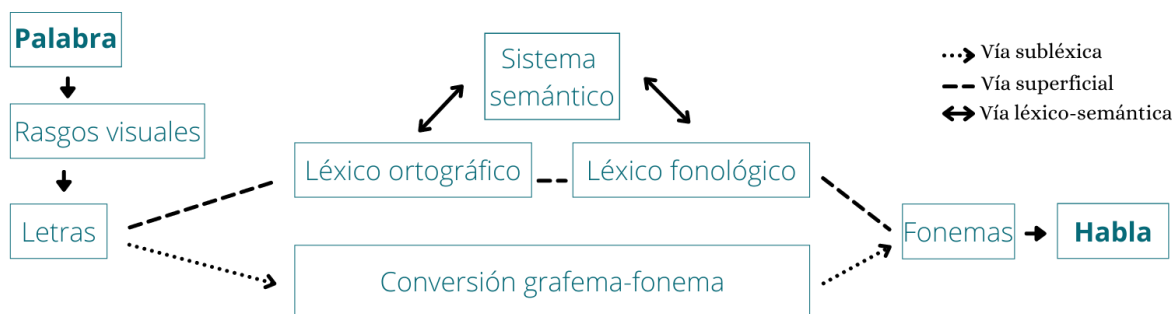 Palabra
Rasgos visuales
Letras
Sistema
semántico
Léxico ortográfico
Léxico fonológico
Conversión grafema-fonema
Fonemas
Habla
Vía subléxica
Vía superficial
Vía léxico-semántica